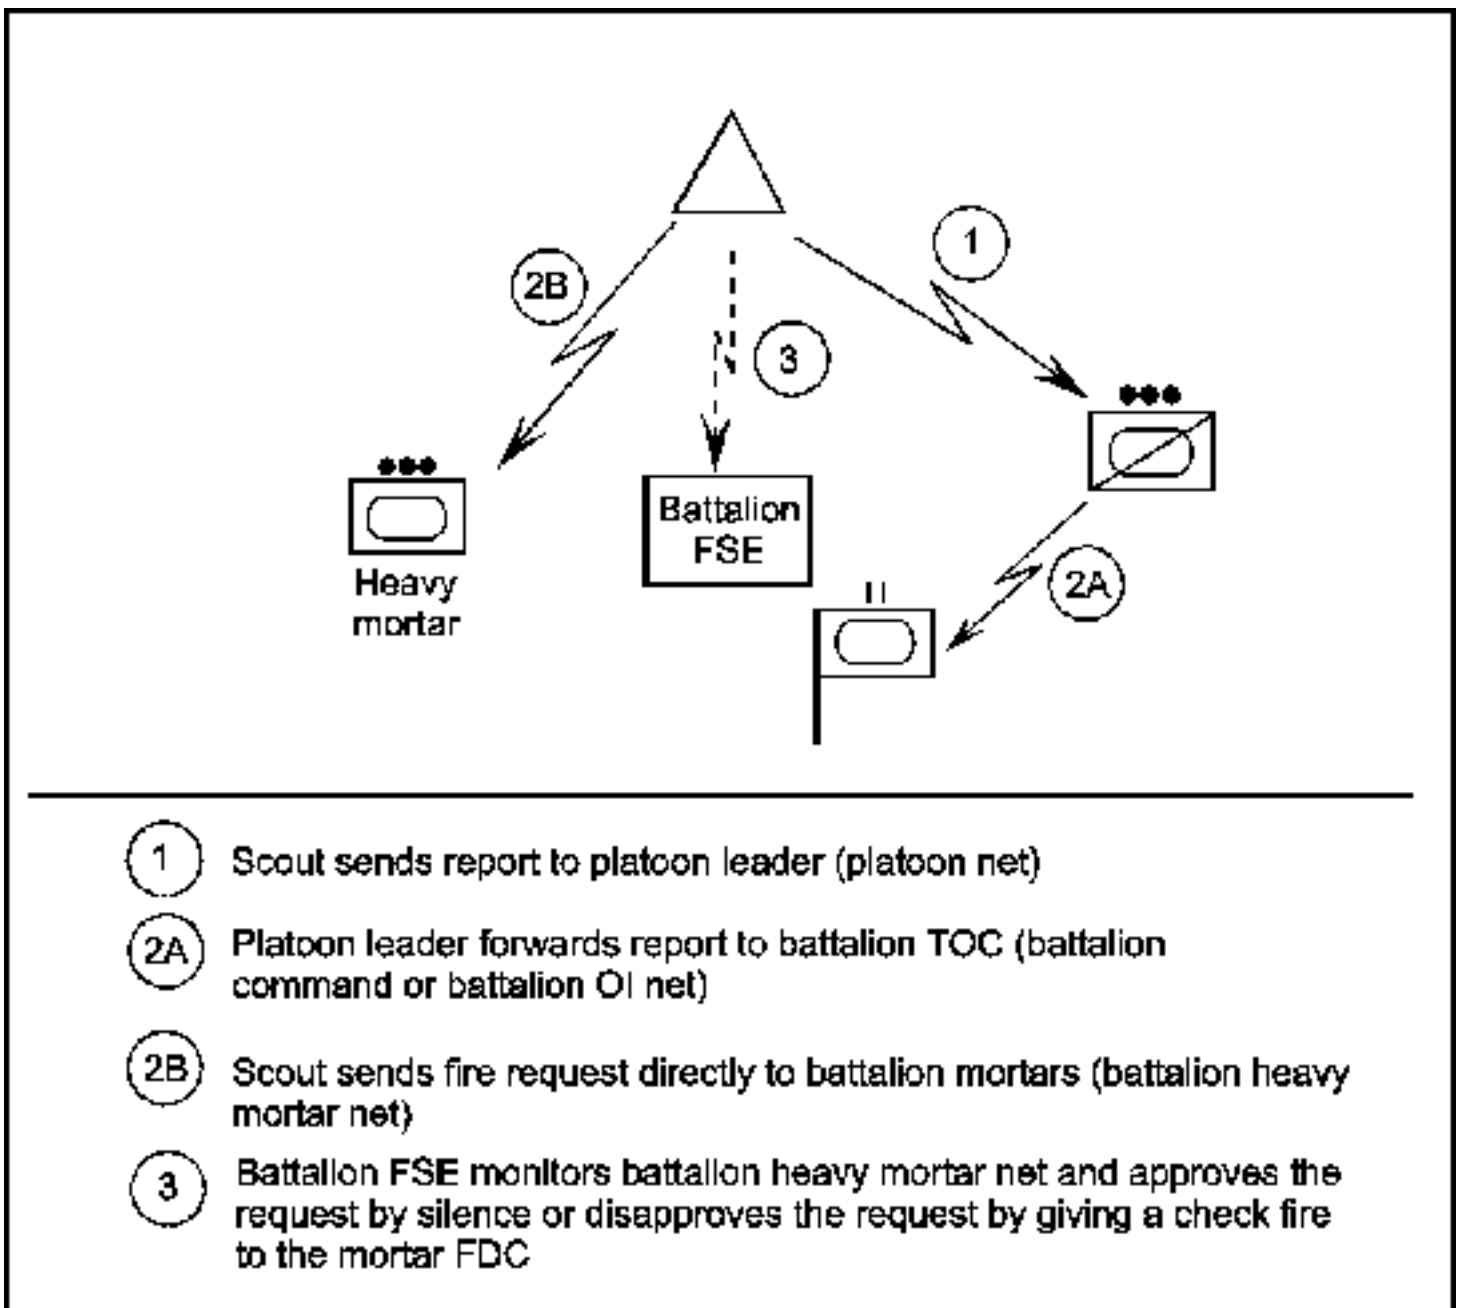 1
2B
3
Battalion
FSE
Heavy
mortar
2A
1 Scout sends report to platoon leader (platoon net)
2A Platoon leader forwards report to battalion TOC (battalion
command or battalion OI net)
2B Scout sends fire request directly to battalion mortars (battalion heavy
mortar net)
3 Battalion FSE monitors battalion heavy mortar net and approves the
request by silence or disapproves the request by giving a check fire
to the mortar FDC